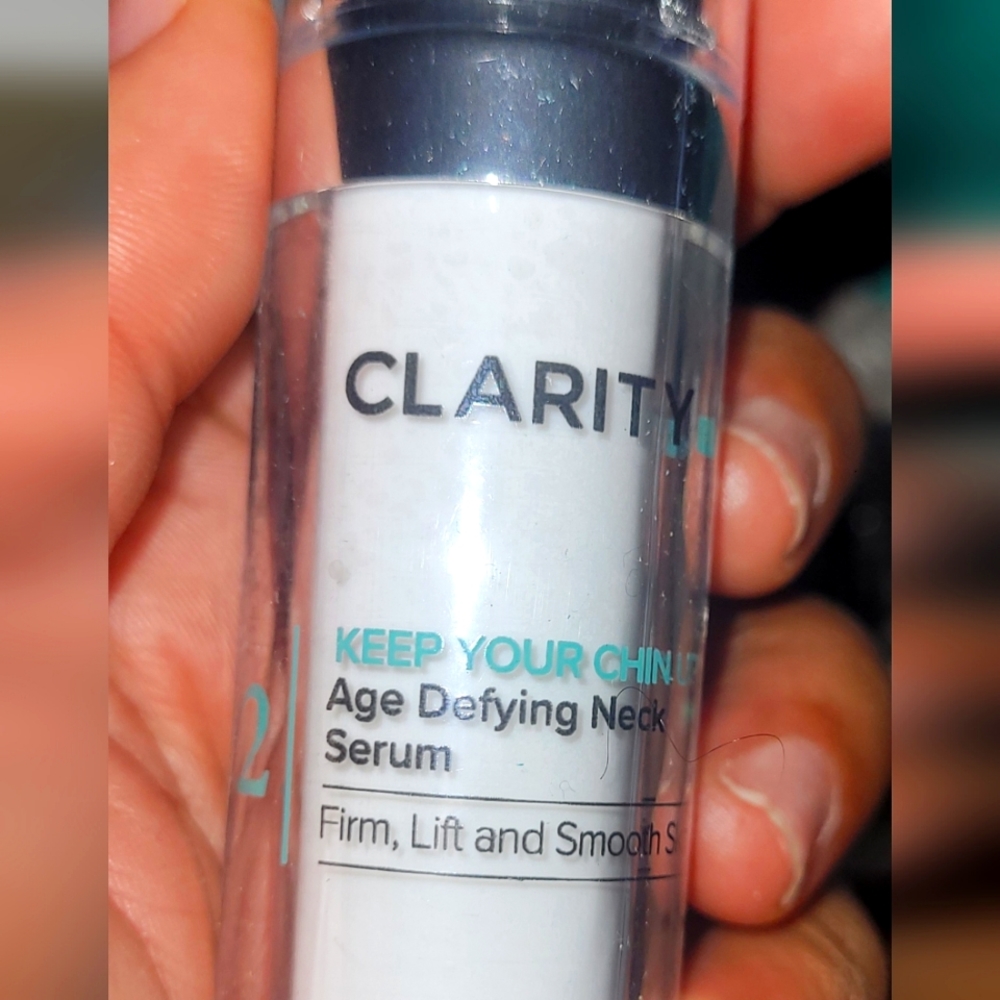 CLARITY
KEEP YOUR CHIN
2
Age Defying Neck
Serum
Firm, Lift and Smooth